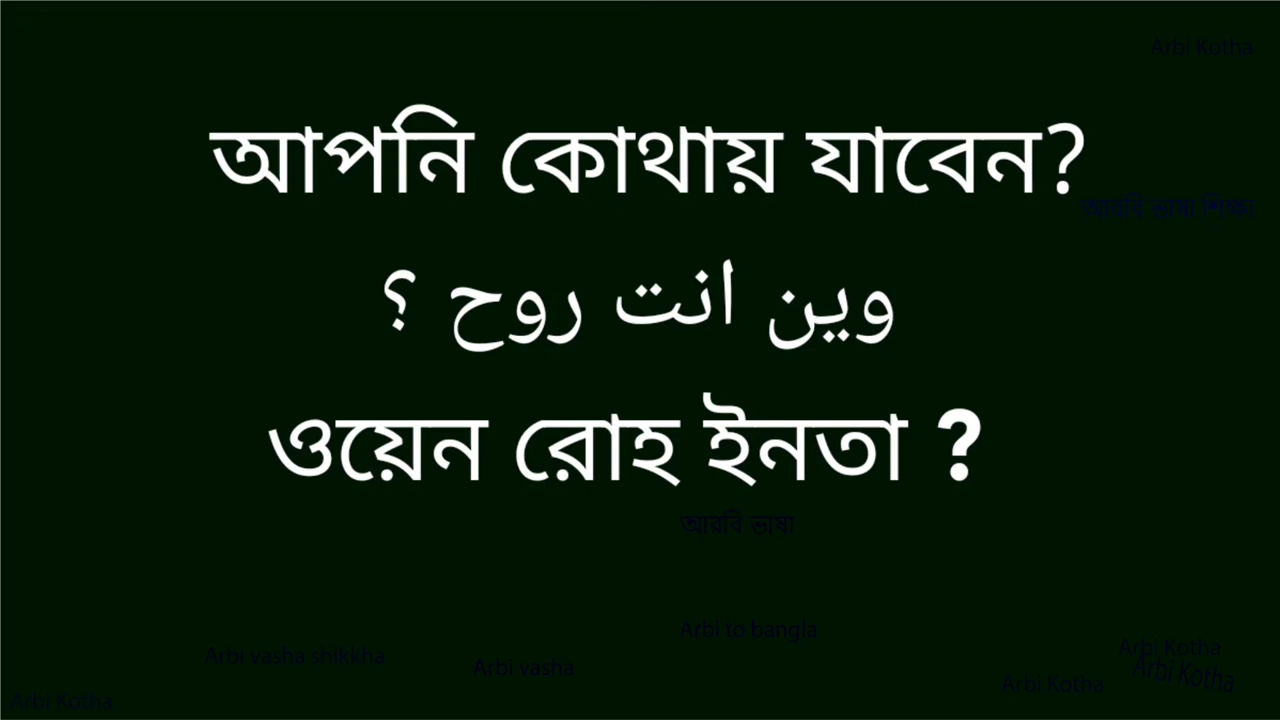 Arbi Kotha
আপনি কোথায় যাবেন?
আরবি ভাষা শিক্ষা
وين انت روح ؟
ওয়েন রোহ ইনতা ?
আরবি ভাষা
Arbi to bangla
Arbi Kotha
Arbi vasha shikkha
Arbi vasha
Arbi Kotha
Arbi Kotha
Arbi Kotha